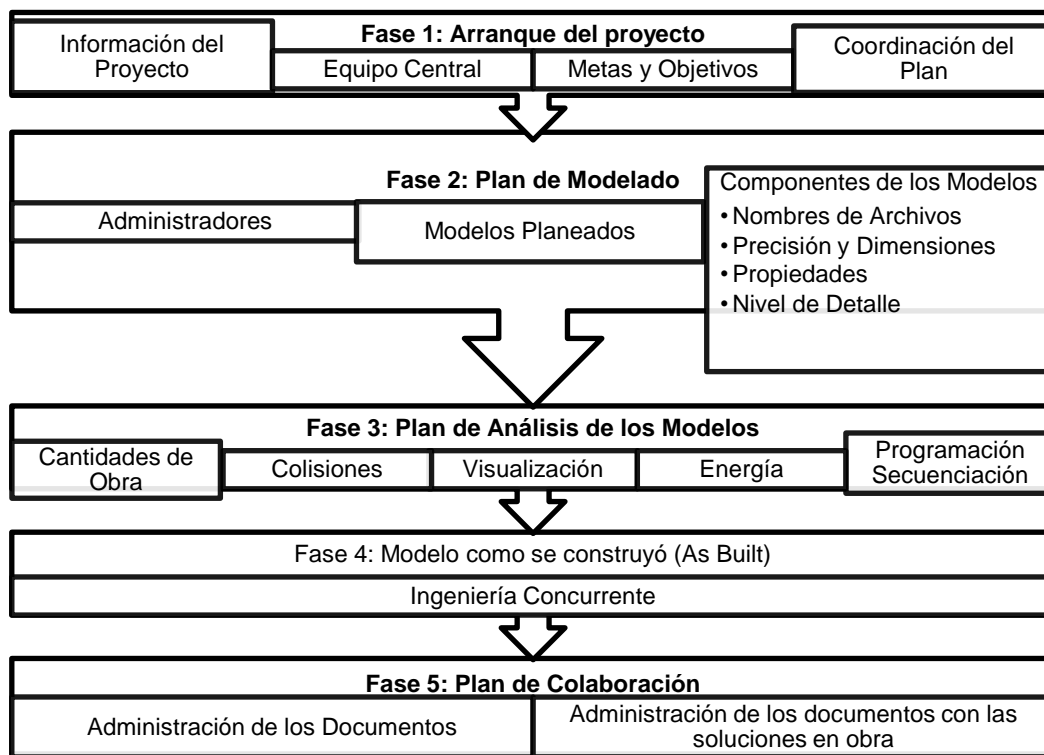 Fase 1: Arranque del proyecto
Información del
Proyecto
Equipo Central
Metas y Objetivos
Coordinación del
Plan
Fase 2: Plan de Modelado
Administradores
Modelos Planeados
Componentes de los Modelos
• Nombres de Archivos
• Precisión y Dimensiones
• Propiedades
• Nivel de Detalle
Fase 3: Plan de Análisis de los Modelos
Cantidades de
Obra
Colisiones
Visualización
Energía
Programación
Secuenciación
Fase 4: Modelo como se construyó (As Built)
Ingeniería Concurrente
Fase 5: Plan de Colaboración
Administración de los Documentos
Administración de los documentos con las
soluciones en obra